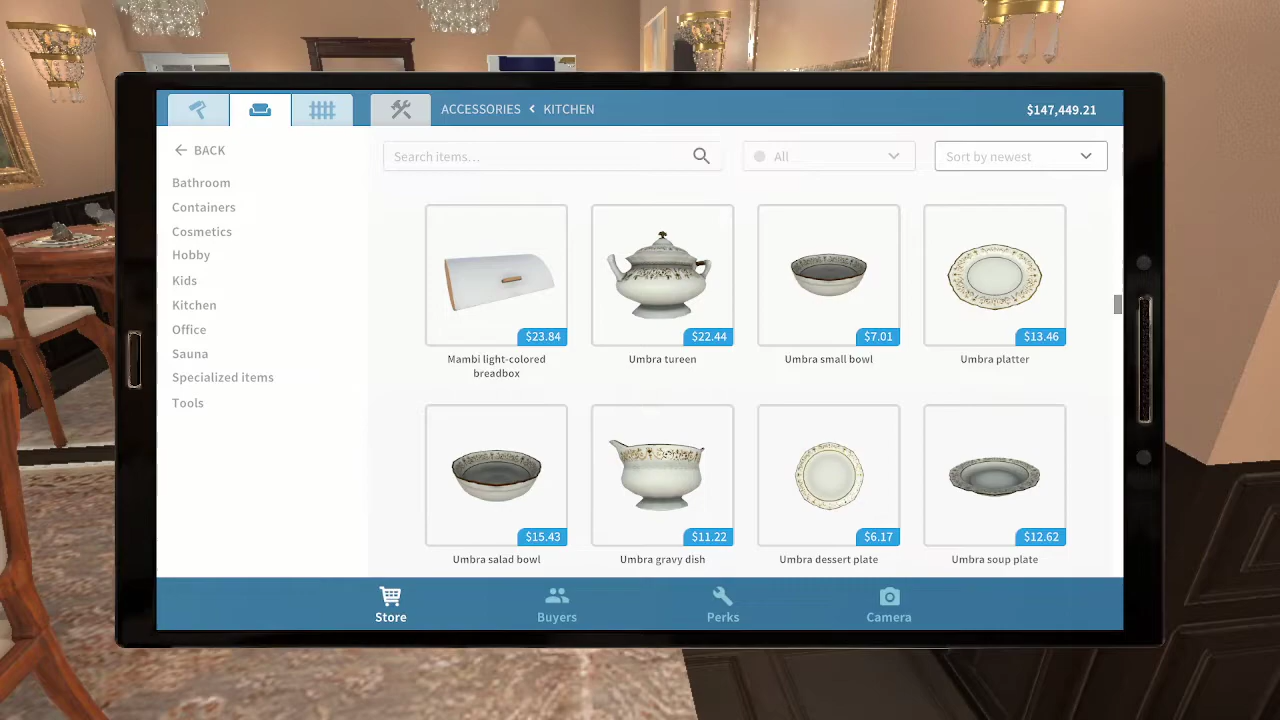 ACCESSORIES < KITCHEN
$147,449.21
BACK
Bathroom
Containers
Cosmetics
Hobby
Kids
Kitchen
Office
Sauna
Specialized items
Tools
Search items...
All
Sort by newest
$23.84
Mambi light-colored
breadbox
$22.44
Umbra tureen
$7.01
Umbra small bowl
$13.46
Umbra platter
$15.43
Umbra salad bowl
$11.22
Umbra gravy dish
$6.17
Umbra dessert plate
$12.62
Umbra soup plate
Store
Buyers
Perks
Camera